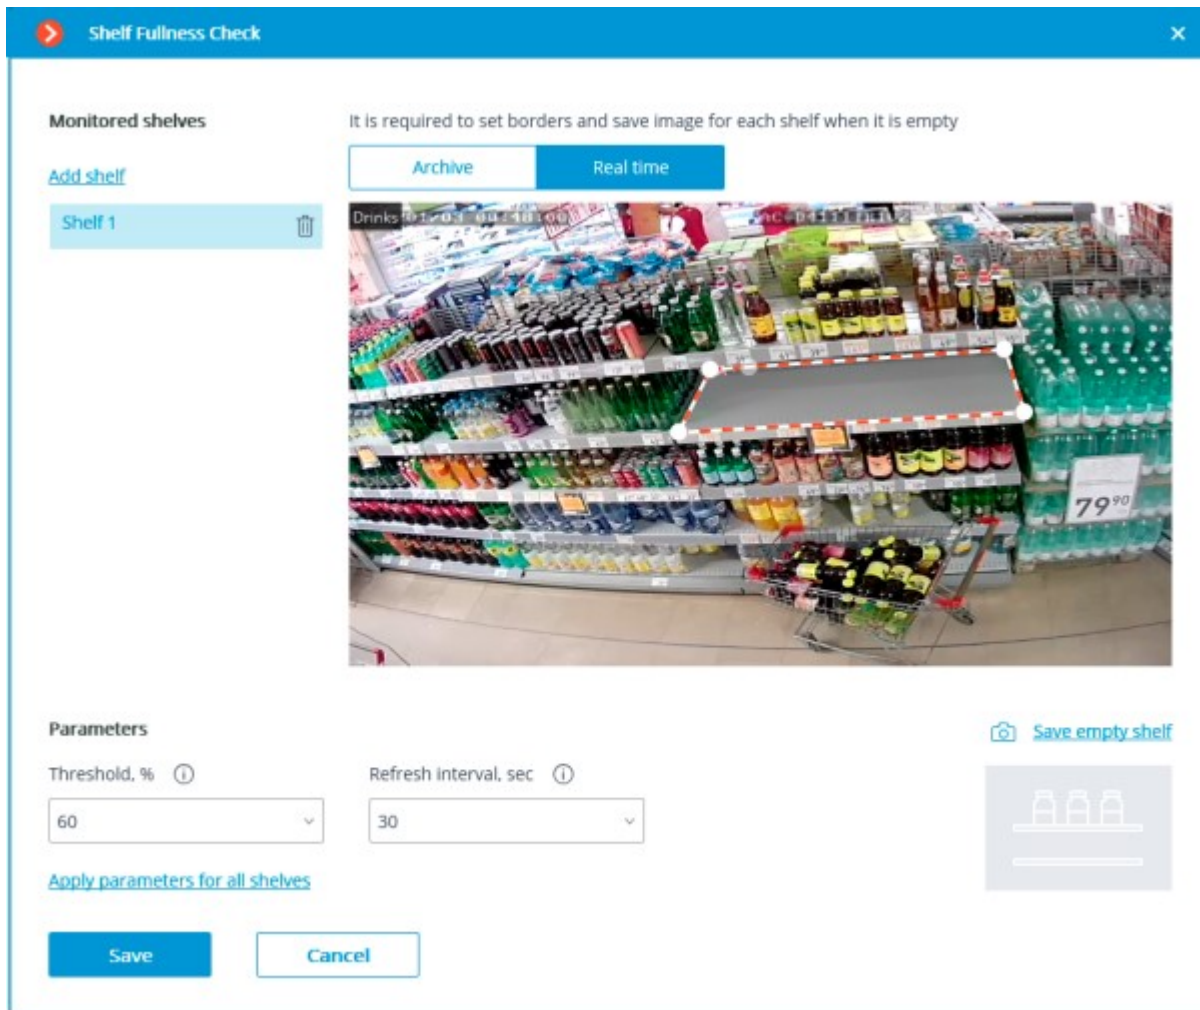 Shelf Fullness Check
Monitored shelves
It is required to set borders and save image for each shelf when it is empty
Add shelf
Archive
Real time
Shelf 1
Drinks
79 90
Parameters
Save empty shelf
Threshold, %
Refresh interval, sec
60
30
Apply parameters for all shelves
Save
Cancel